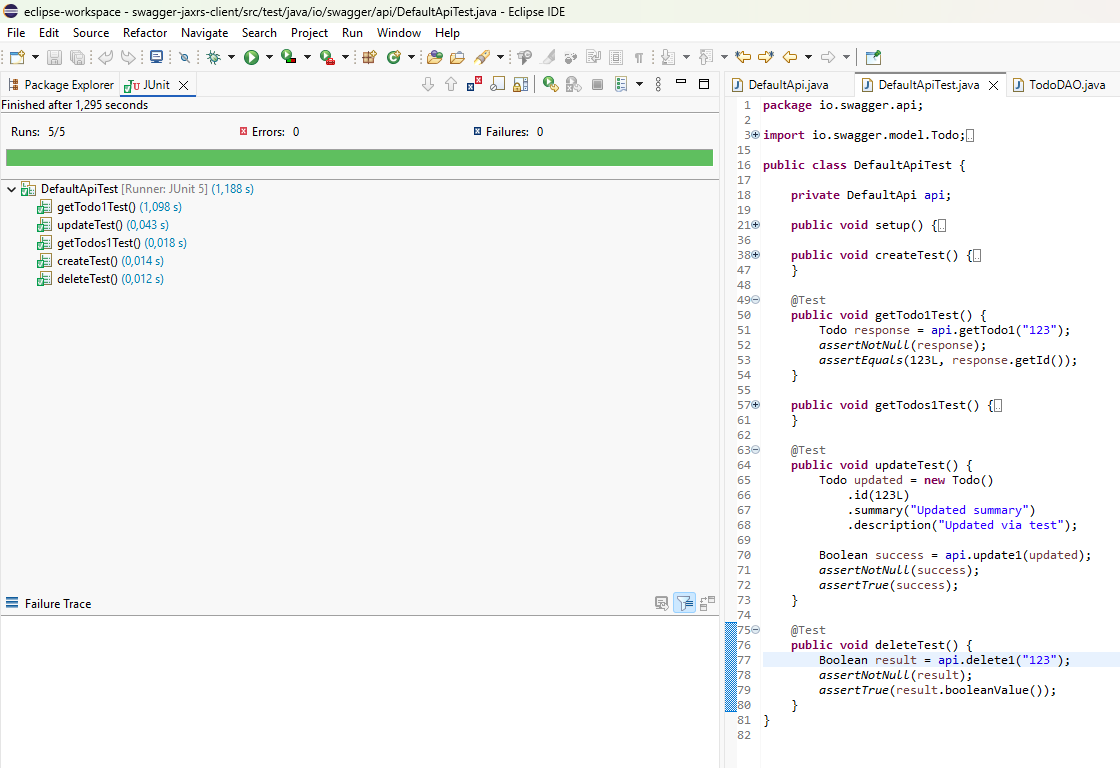 eclipse-workspace - swagger-jaxrs-client/src/test/java/io/swagger/api/DefaultApiTest.java - Eclipse IDE
File Edit Source Refactor Navigate Search Project Run Window Help
Package Explorer JUnit
Finished after 1,295 seconds
Runs: 5/5 Errors: 0 Failures: 0
DefaultApiTest [Runner: JUnit 5] (1,188 s)
getTodo1Test() (1,098 s)
updateTest() (0,043 s)
getTodos1Test() (0,018 s)
createTest() (0,014 s)
deleteTest() (0,012 s)
Failure Trace
DefaultApi.java DefaultApiTest.java TodoDAO.java
1 package io.swagger.api;
2
3 import io.swagger.model.Todo;
15
16 public class DefaultApiTest {
17
18 private DefaultApi api;
19
21 public void setup() {
36
38 public void createTest() {
47 }
48
49 @Test
50 public void getTodo1Test() {
51 Todo response = api.getTodo1("123");
52 assertNotNull(response);
53 assertEquals(123L, response.getId());
54 }
55
57 public void getTodos1Test() {
61 }
62
63 @Test
64 public void updateTest() {
65 Todo updated = new Todo()
66 .id(123L)
67 .summary("Updated summary")
68 .description("Updated via test");
69
70 Boolean success = api.update1(updated);
71 assertNotNull(success);
72 assertTrue(success);
73 }
74
75 @Test
76 public void deleteTest() {
77 Boolean result = api.delete1("123");
78 assertNotNull(result);
79 assertTrue(result.booleanValue());
80 }
81 }
82